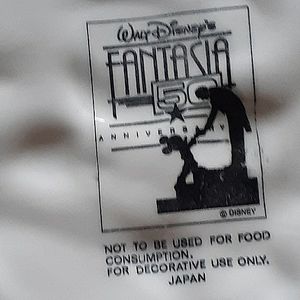 Walt Disney's
FANTASIA
50
ANNIVERSARY
© DISNEY
NOT TO BE USED FOR FOOD
CONSUMPTION.
FOR DECORATIVE USE ONLY.
JAPAN